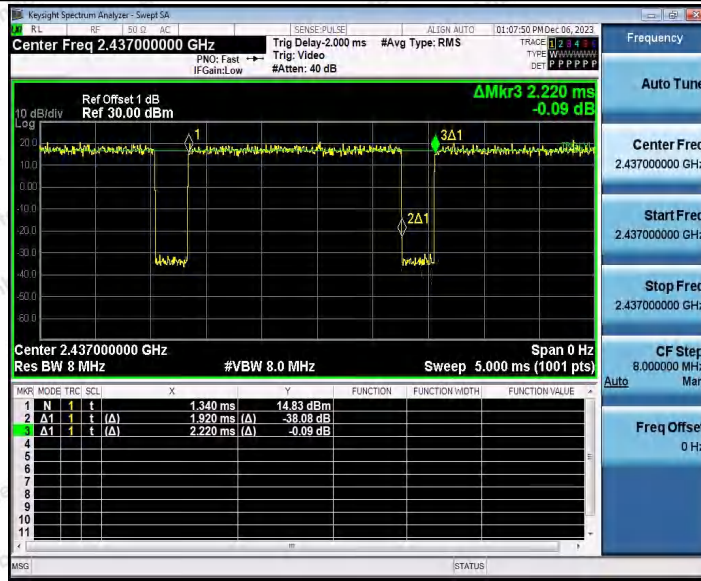 Keysight Spectrum Analyzer - Swept SA
RL RF 50 Ω AC SENSE:PULSE ALIGN AUTO 01:07:50 PM Dec 06, 2023
Center Freq 2.437000000 GHz
PNO: Fast
IFGain:Low
Trig Delay-2.000 ms
Trig: Video
#Atten: 40 dB
#Avg Type: RMS
TRACE 1 2 3 4 5 6
TYPE WWWWWW
DET P P P P P P
ΔMkr3 2.220 ms
-0.09 dB
Ref Offset 1 dB
10 dB/div Ref 30.00 dBm
Log
20.0
10.0
0.00
-10.0
-20.0
-30.0
-40.0
-50.0
-60.0
1
2Δ1
3Δ1
Center 2.437000000 GHz Span 0 Hz
Res BW 8 MHz #VBW 8.0 MHz Sweep 5.000 ms (1001 pts)
MKR MODE TRC SCL X Y FUNCTION FUNCTION WIDTH FUNCTION VALUE
1 N 1 t 1.340 ms 14.83 dBm
2 Δ1 1 t (Δ) 1.920 ms (Δ) -38.08 dB
3 Δ1 1 t (Δ) 2.220 ms (Δ) -0.09 dB
4
5
6
7
8
9
10
11
MSG STATUS
Frequency
Auto Tune
Center Freq
2.437000000 GHz
Start Freq
2.437000000 GHz
Stop Freq
2.437000000 GHz
CF Step
8.000000 MHz
Auto Man
Freq Offset
0 Hz